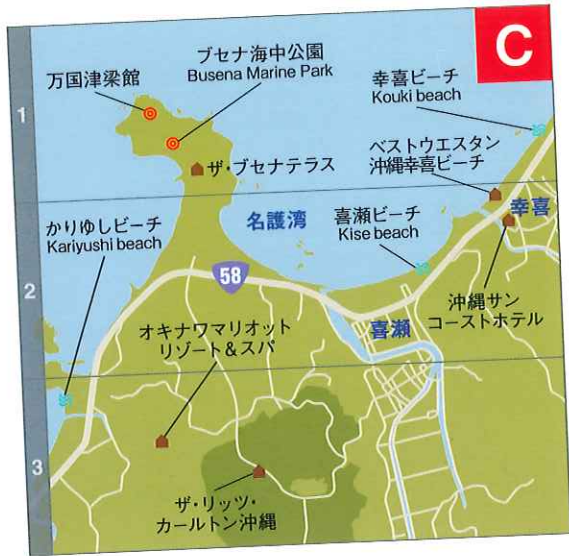 C
1
2
3
万国津梁館
ブセナ海中公園
Busena Marine Park
幸喜ビーチ
Kouki beach
ザ・ブセナテラス
ベストウエスタン
沖縄幸喜ビーチ
かりゆしビーチ
Kariyushi beach
名護湾
喜瀬ビーチ
Kise beach
幸喜
58
オキナワマリオット
リゾート&スパ
喜瀬
沖縄サン
コーストホテル
ザ・リッツ・
カールトン沖縄